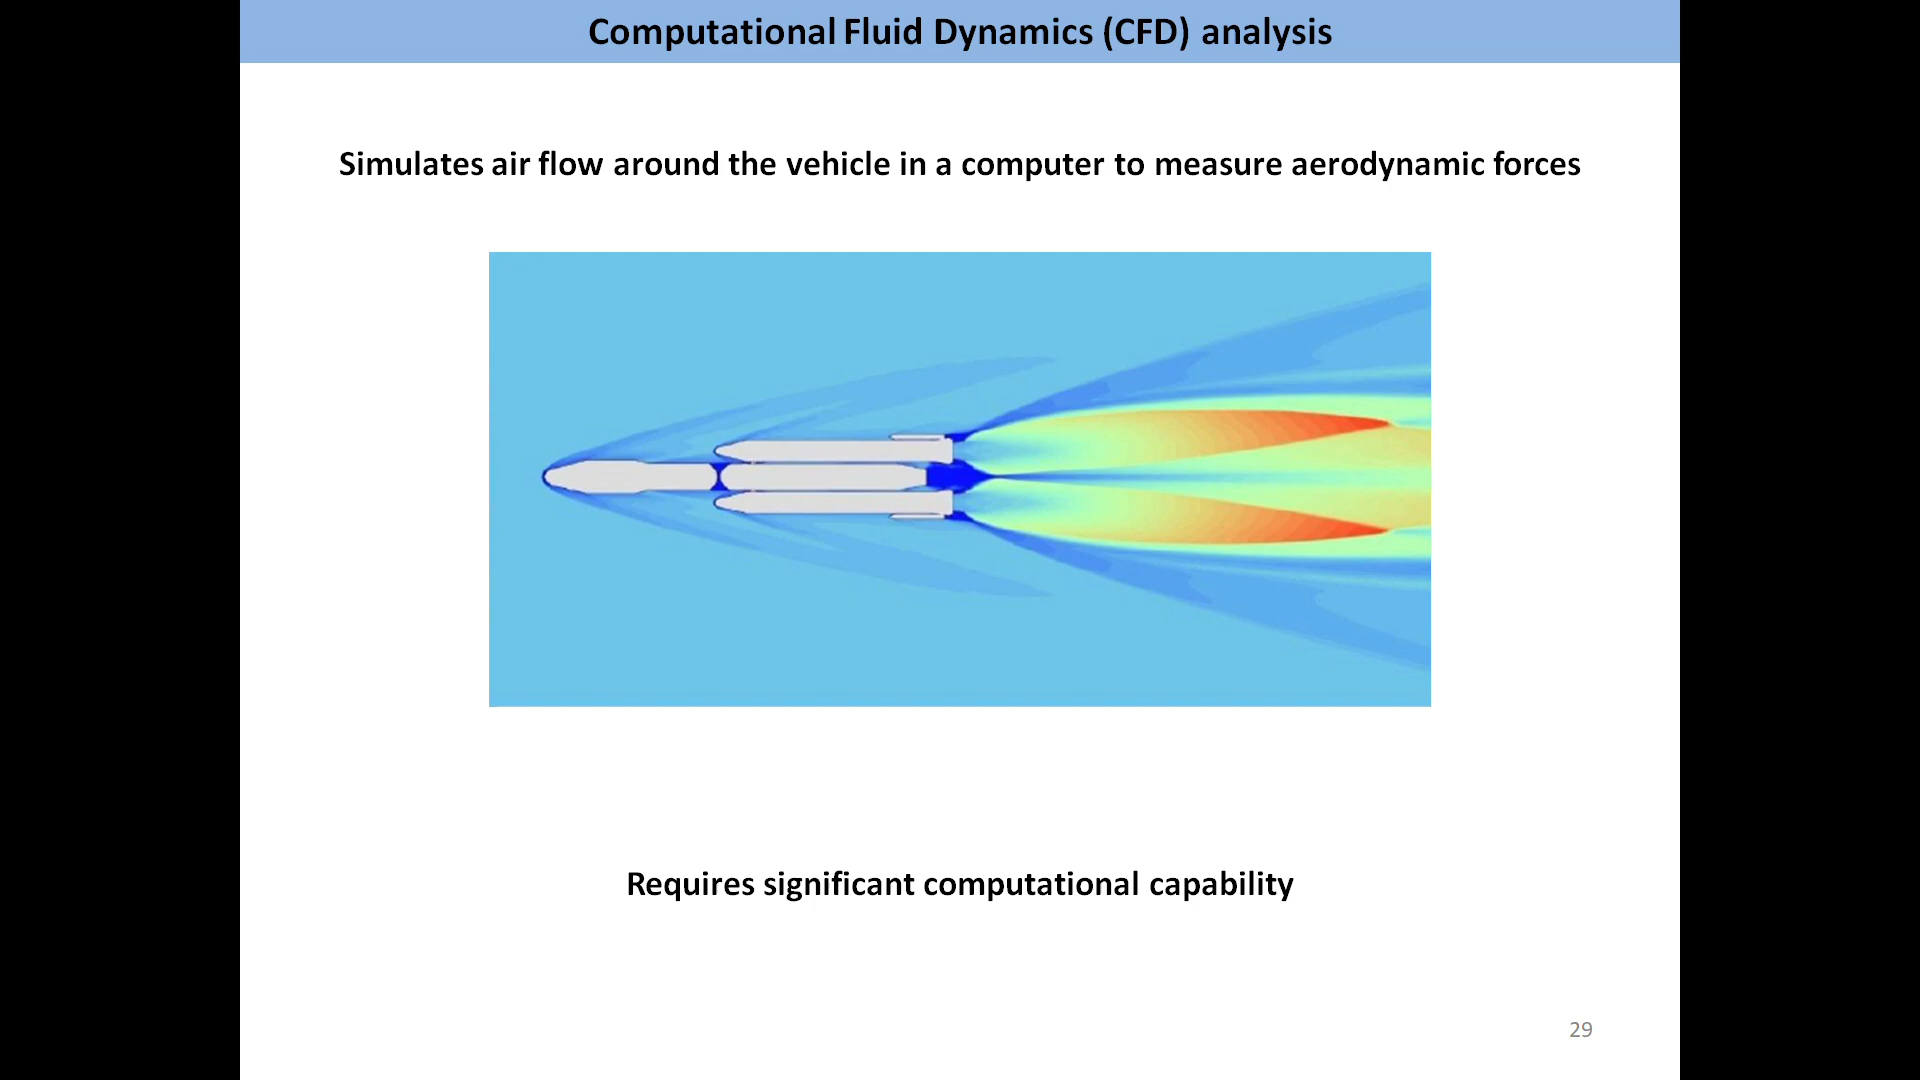 Computational Fluid Dynamics (CFD) analysis
Simulates air flow around the vehicle in a computer to measure aerodynamic forces
Requires significant computational capability
29